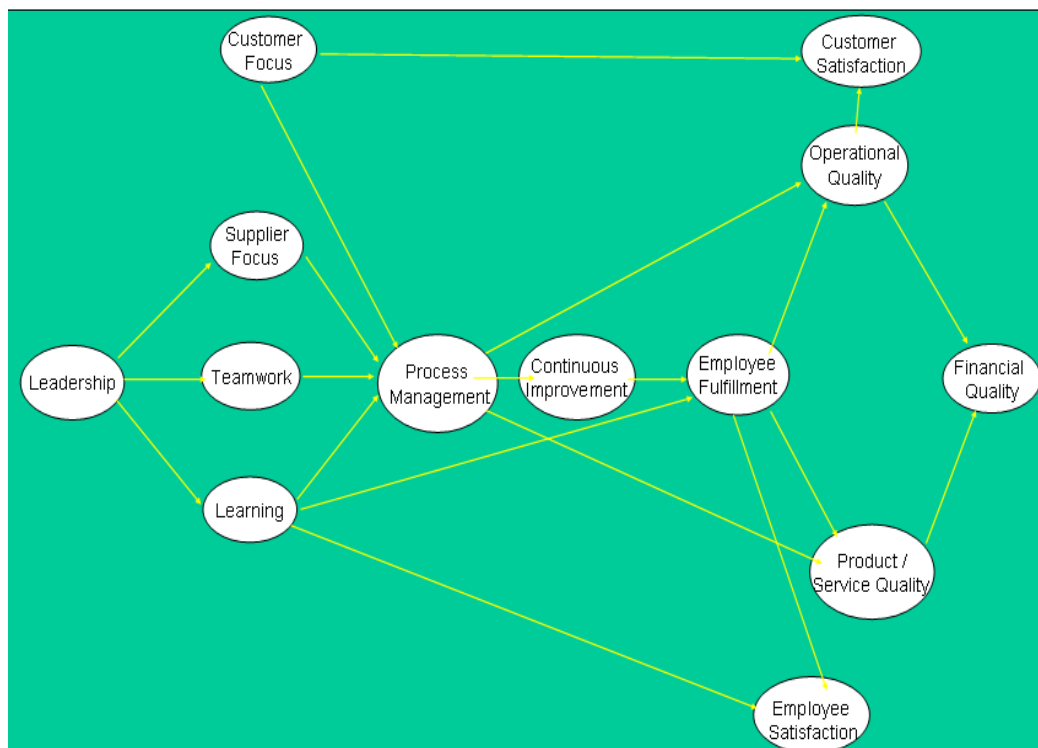 Customer
Focus
Customer
Satisfaction
Operational
Quality
Supplier
Focus
Leadership
Teamwork
Process
Management
Continuous
Improvement
Employee
Fulfillment
Financial
Quality
Learning
Product /
Service Quality
Employee
Satisfaction